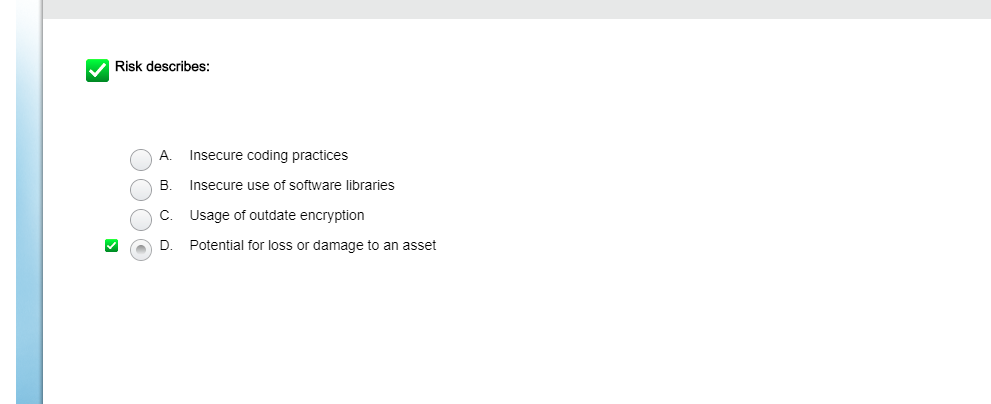 Risk describes:
A. Insecure coding practices
B. Insecure use of software libraries
C. Usage of outdate encryption
D. Potential for loss or damage to an asset